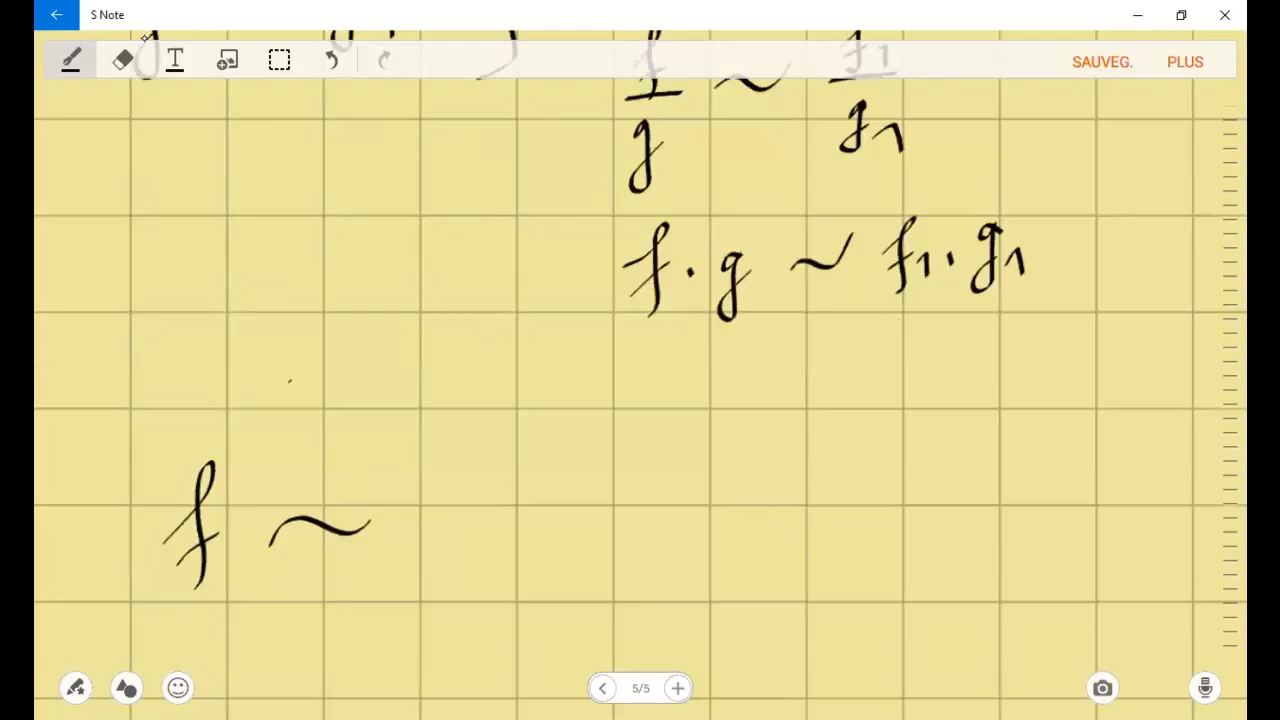 S Note
T
SAUVEG. PLUS
f/g ~ f1/g1
f . g ~ f1 . g1
f ~
5/5